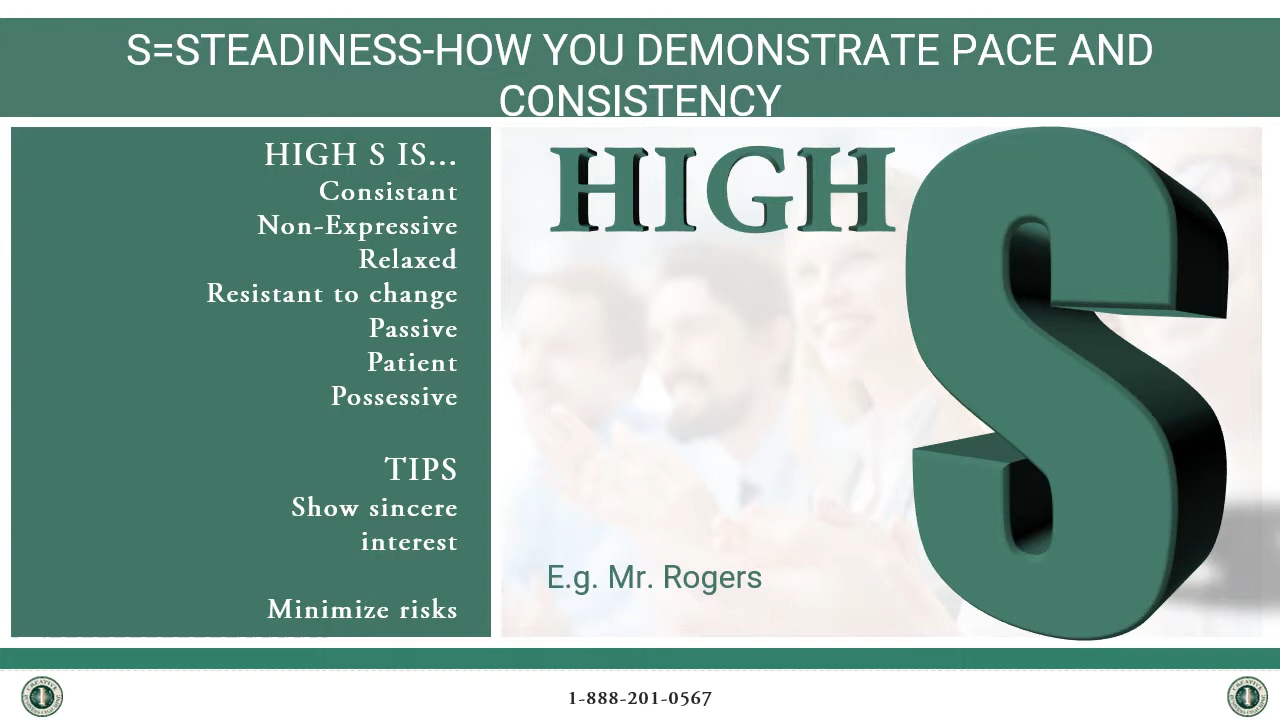 S=STEADINESS-HOW YOU DEMONSTRATE PACE AND
CONSISTENCY
HIGH S IS...
Consistant
Non-Expressive
Relaxed
Resistant to change
Passive
Patient
Possessive
TIPS
Show sincere
interest
Minimize risks
HIGH
S
E.g. Mr. Rogers
1-888-201-0567